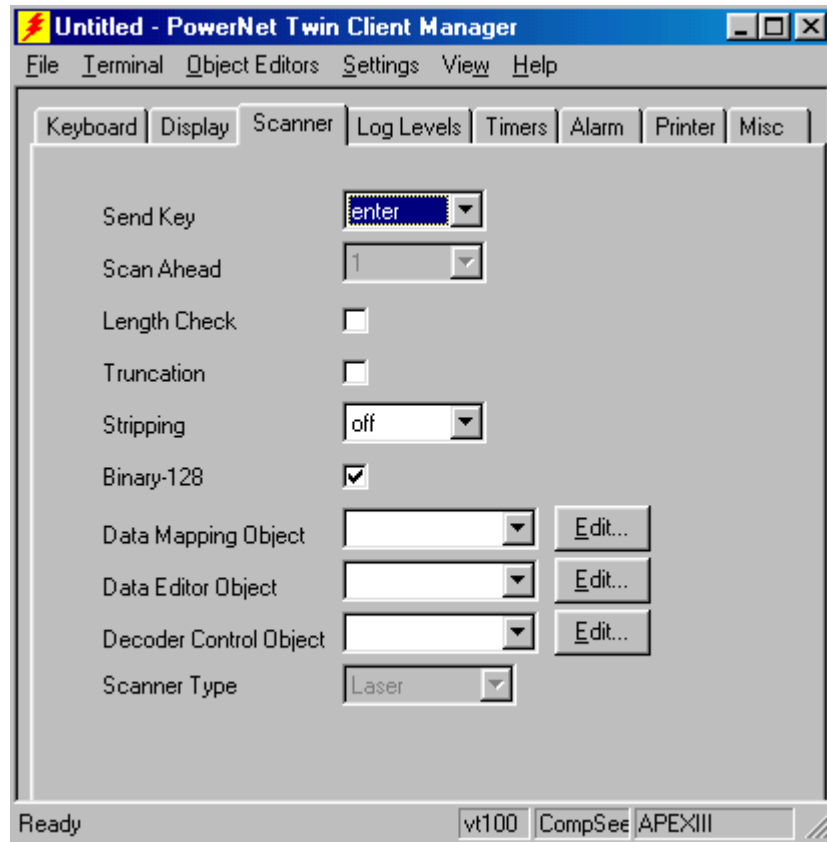 Untitled - PowerNet Twin Client Manager
File Terminal Object Editors Settings View Help
Keyboard Display Scanner Log Levels Timers Alarm Printer Misc
Send Key enter
Scan Ahead 1
Length Check
Truncation
Stripping off
Binary-128
Data Mapping Object Edit...
Data Editor Object Edit...
Decoder Control Object Edit...
Scanner Type Laser
Ready vt100 CompSee APEXIII